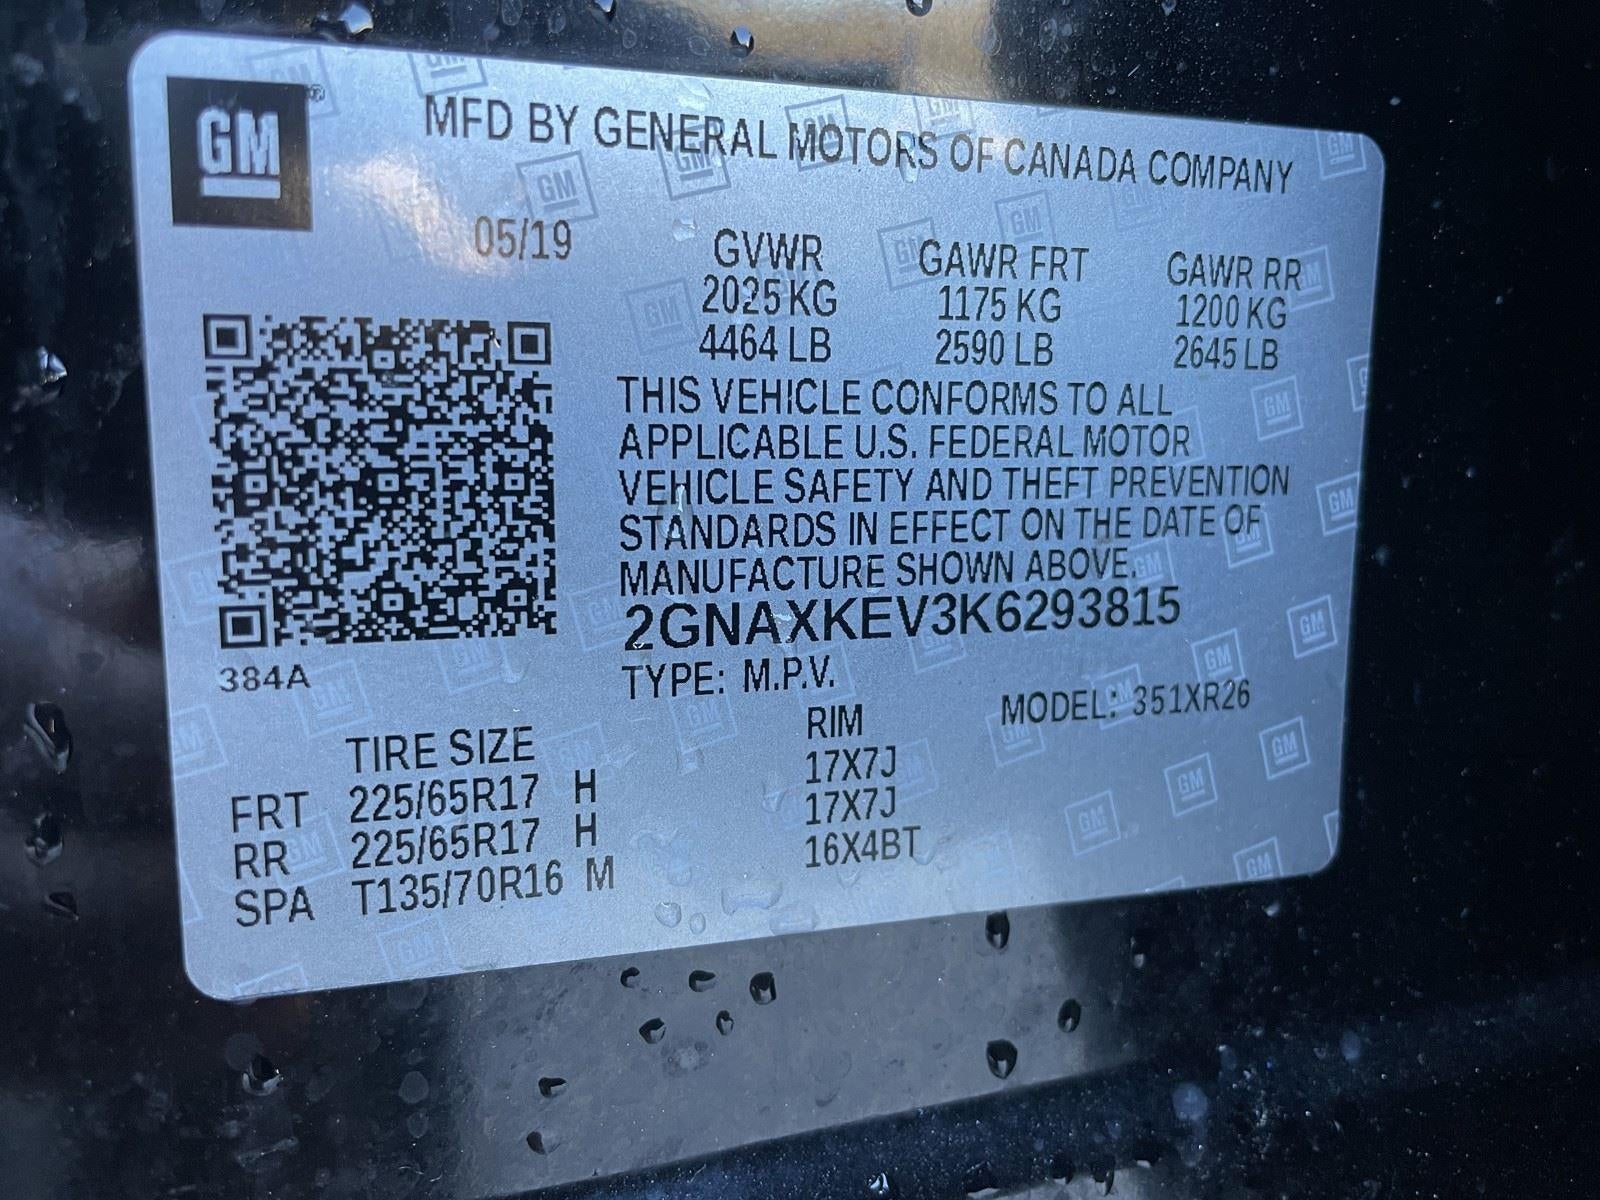 GM
MFD BY GENERAL MOTORS OF CANADA COMPANY
05/19
GVWR GAWR FRT GAWR RR
2025 KG 1175 KG 1200 KG
4464 LB 2590 LB 2645 LB
THIS VEHICLE CONFORMS TO ALL
APPLICABLE U.S. FEDERAL MOTOR
VEHICLE SAFETY AND THEFT PREVENTION
STANDARDS IN EFFECT ON THE DATE OF
MANUFACTURE SHOWN ABOVE.
2GNAXKEV3K6293815
384A
TYPE: M.P.V.
MODEL: 351XR26
TIRE SIZE RIM
FRT 225/65R17 H 17X7J
RR 225/65R17 H 17X7J
SPA T135/70R16 M 16X4BT